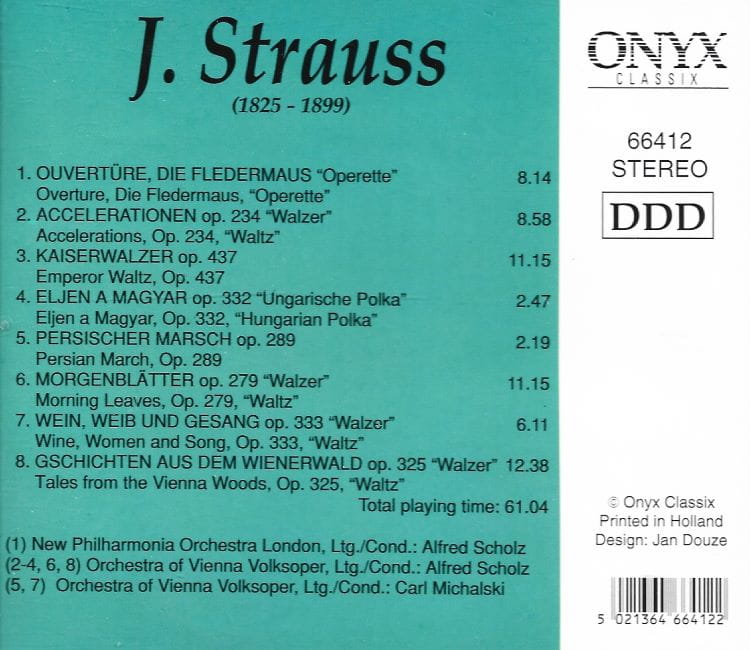 J. Strauss
(1825 - 1899)
1. OUVERTÜRE, DIE FLEDERMAUS "Operette" 8.14
Overture, Die Fledermaus, "Operette"
2. ACCELERATIONEN op. 234 "Walzer" 8.58
Accelerations, Op. 234, "Waltz"
3. KAISERWALZER op. 437 11.15
Emperor Waltz, Op. 437
4. ELJEN A MAGYAR op. 332 "Ungarische Polka" 2.47
Eljen a Magyar, Op. 332, "Hungarian Polka"
5. PERSISCHER MARSCH op. 289 2.19
Persian March, Op. 289
6. MORGENBLÄTTER op. 279 "Walzer" 11.15
Morning Leaves, Op. 279, "Waltz"
7. WEIN, WEIB UND GESANG op. 333 "Walzer" 6.11
Wine, Women and Song, Op. 333, "Waltz"
8. GSCHICHTEN AUS DEM WIENERWALD op. 325 "Walzer" 12.38
Tales from the Vienna Woods, Op. 325, "Waltz"
Total playing time: 61.04
(1) New Philharmonia Orchestra London, Ltg./Cond.: Alfred Scholz
(2-4, 6, 8) Orchestra of Vienna Volksoper, Ltg./Cond.: Alfred Scholz
(5, 7) Orchestra of Vienna Volksoper, Ltg./Cond.: Carl Michalski
ONYX
CLASSIX
66412
STEREO
DDD
© Onyx Classix
Printed in Holland
Design: Jan Douze
5 021364 664122